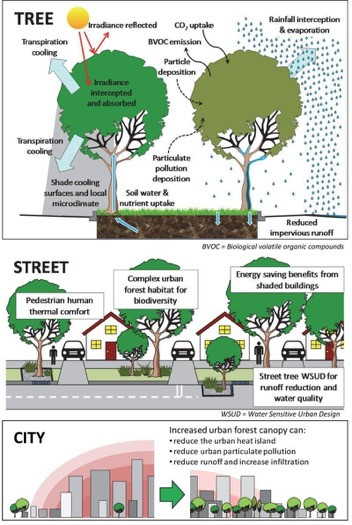 TREE
Irradiance reflected
CO₂ uptake
Rainfall interception
& evaporation
Transpiration
cooling
BVOC emission
Particle
deposition
Irradiance
intercepted
and absorbed
Transpiration
cooling
Particulate
pollution
deposition
Shade cooling
surfaces and local
microclimate
Soil water &
nutrient uptake
Reduced
impervious runoff
BVOC = Biological volatile organic compounds
STREET
Complex urban
forest habitat for
biodiversity
Energy saving benefits from
shaded buildings
Pedestrian human
thermal comfort
Street tree WSUD for
runoff reduction and
water quality
WSUD = Water Sensitive Urban Design
CITY
Increased urban forest canopy can:
• reduce the urban heat island
• reduce urban particulate pollution
• reduce runoff and increase infiltration